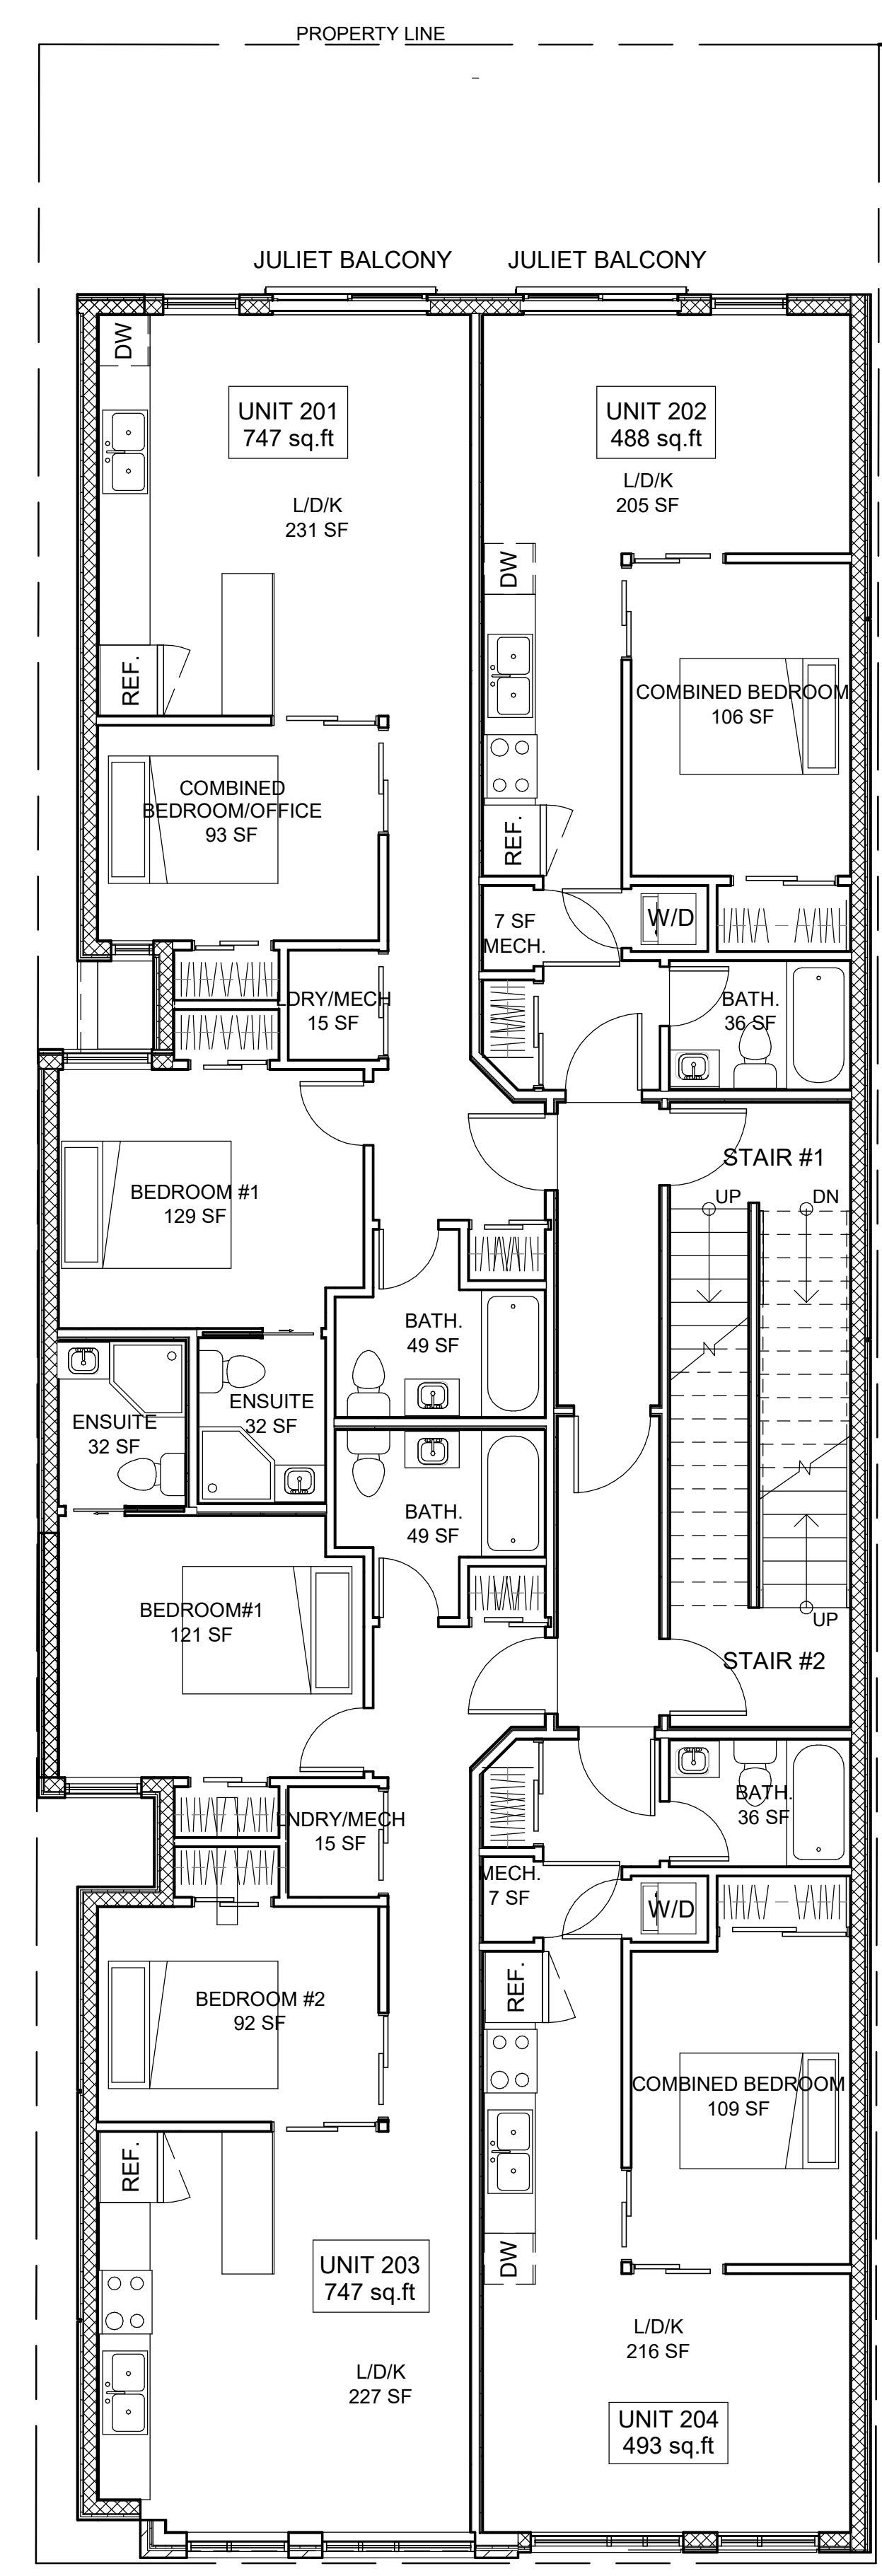 PROPERTY LINE
JULIET BALCONY
JULIET BALCONY
DW
UNIT 201
747 sq.ft
UNIT 202
488 sq.ft
L/D/K
205 SF
L/D/K
231 SF
DW
REF.
COMBINED BEDROOM
106 SF
COMBINED
BEDROOM/OFFICE
93 SF
REF.
7 SF
MECH.
W/D
LDRY/MECH
15 SF
BATH.
36 SF
STAIR #1
BEDROOM #1
129 SF
UP
DN
BATH.
49 SF
N
ENSUITE
32 SF
ENSUITE
32 SF
N
BATH.
49 SF
BEDROOM#1
121 SF
UP
STAIR #2
BATH.
36 SF
LNDRY/MECH
15 SF
MECH.
7 SF
W/D
REF.
BEDROOM #2
92 SF
COMBINED BEDROOM
109 SF
REF.
DW
UNIT 203
747 sq.ft
L/D/K
216 SF
L/D/K
227 SF
UNIT 204
493 sq.ft